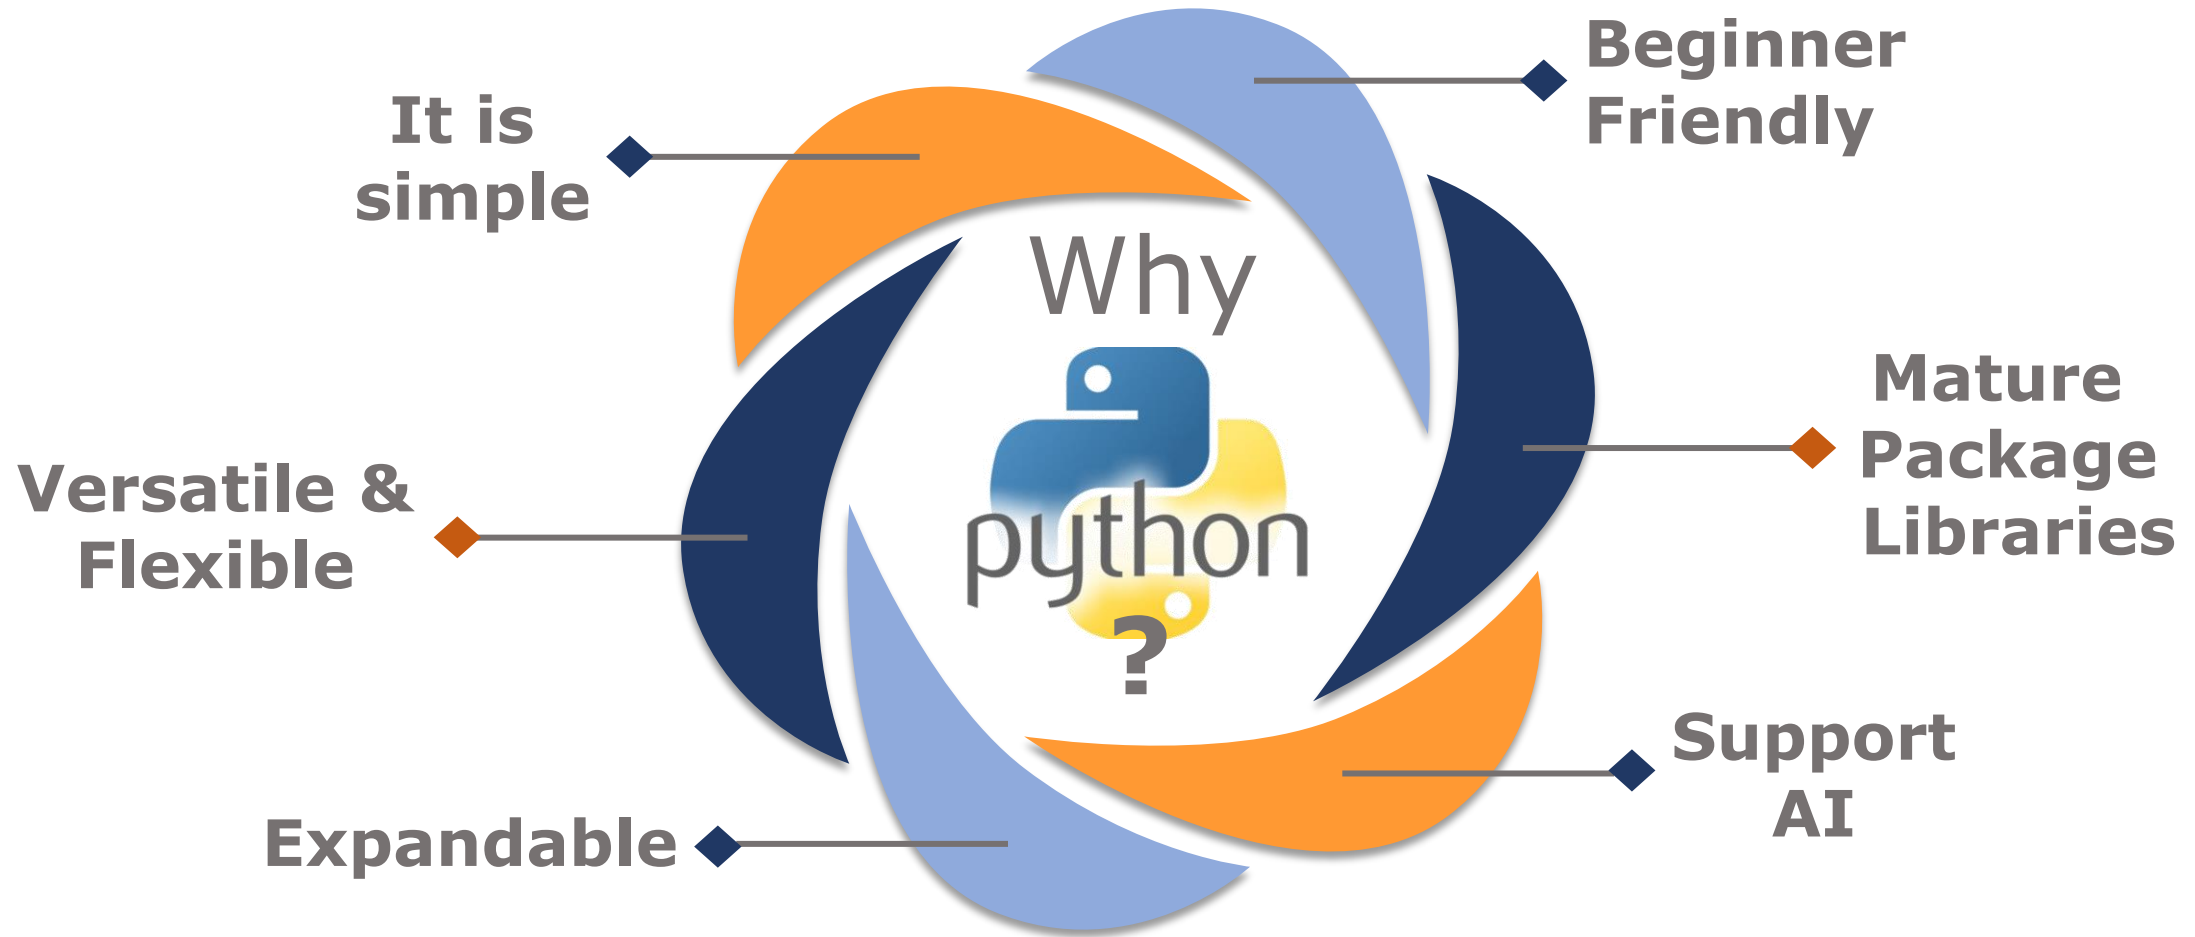 Beginner
Friendly
It is
simple
Why
python
?
Mature
Package
Libraries
Versatile &
Flexible
Support
AI
Expandable